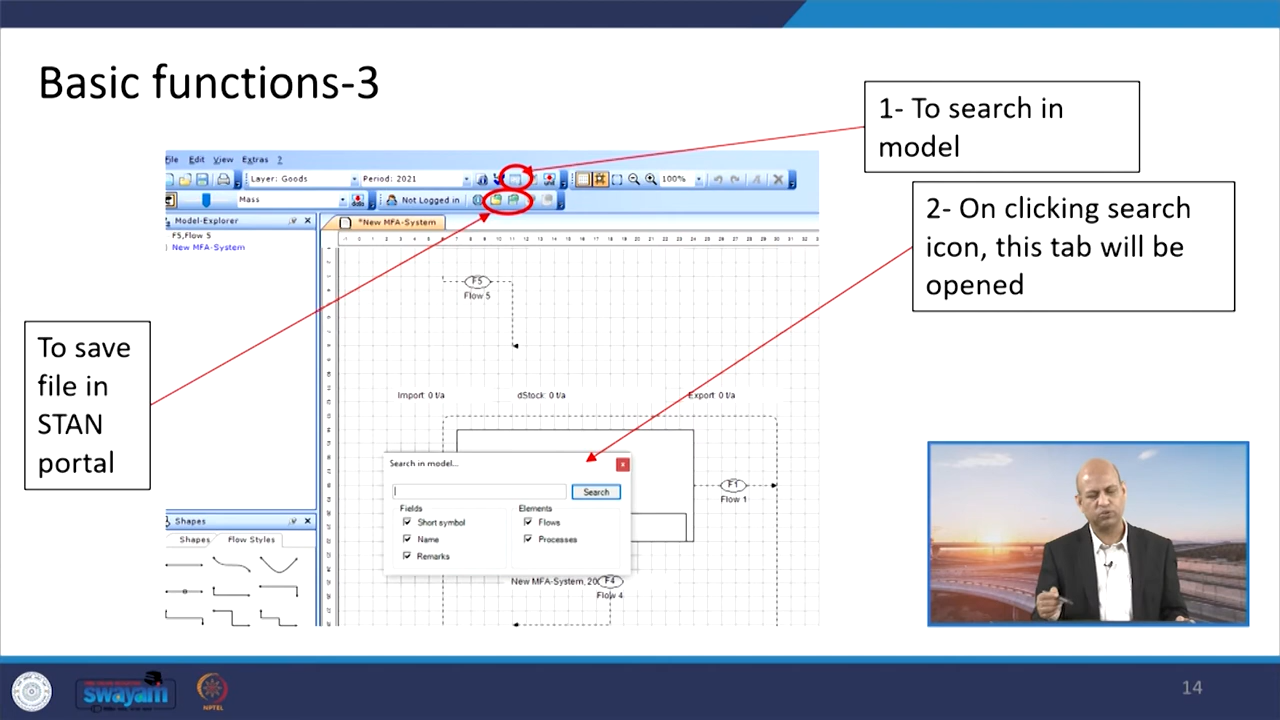 Basic functions-3
1- To search in
model
2- On clicking search
icon, this tab will be
opened
To save
file in
STAN
portal
File Edit View Extras ?
Layer: Goods
Period: 2021
100%
Mass
Not Logged in
Model-Explorer
F5,Flow 5
New MFA-System
*New MFA-System
F5
Flow 5
Import: 0 t/a
dStock: 0 t/a
Export: 0 t/a
Search in model...
Search
Fields
Elements
Short symbol
Flows
Name
Processes
Remarks
F1
Flow 1
New MFA-System, 20
F4
Flow 4
Shapes
Shapes
Flow Styles
swayam
NPTEL
14